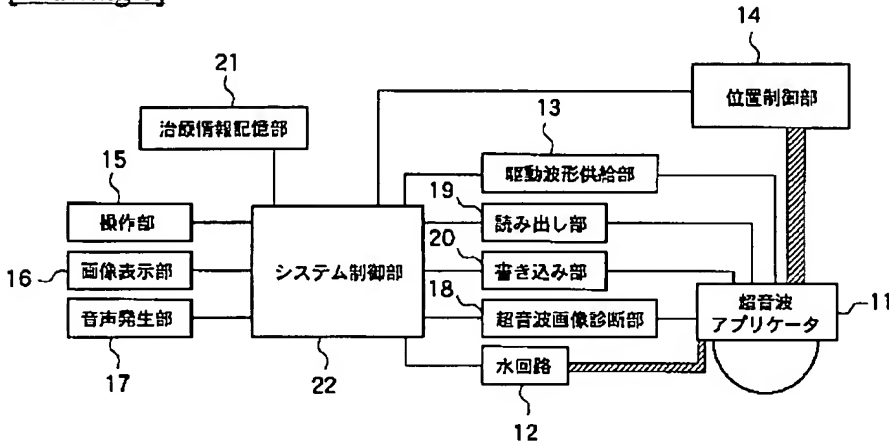 14
位置制御部
21
治療情報記憶部
13
駆動波形供給部
15
操作部
19
読み出し部
16
画像表示部
システム制御部
20
書き込み部
超音波
アプリケータ
11
17
音声発生部
22
18
超音波画像診断部
水回路
12